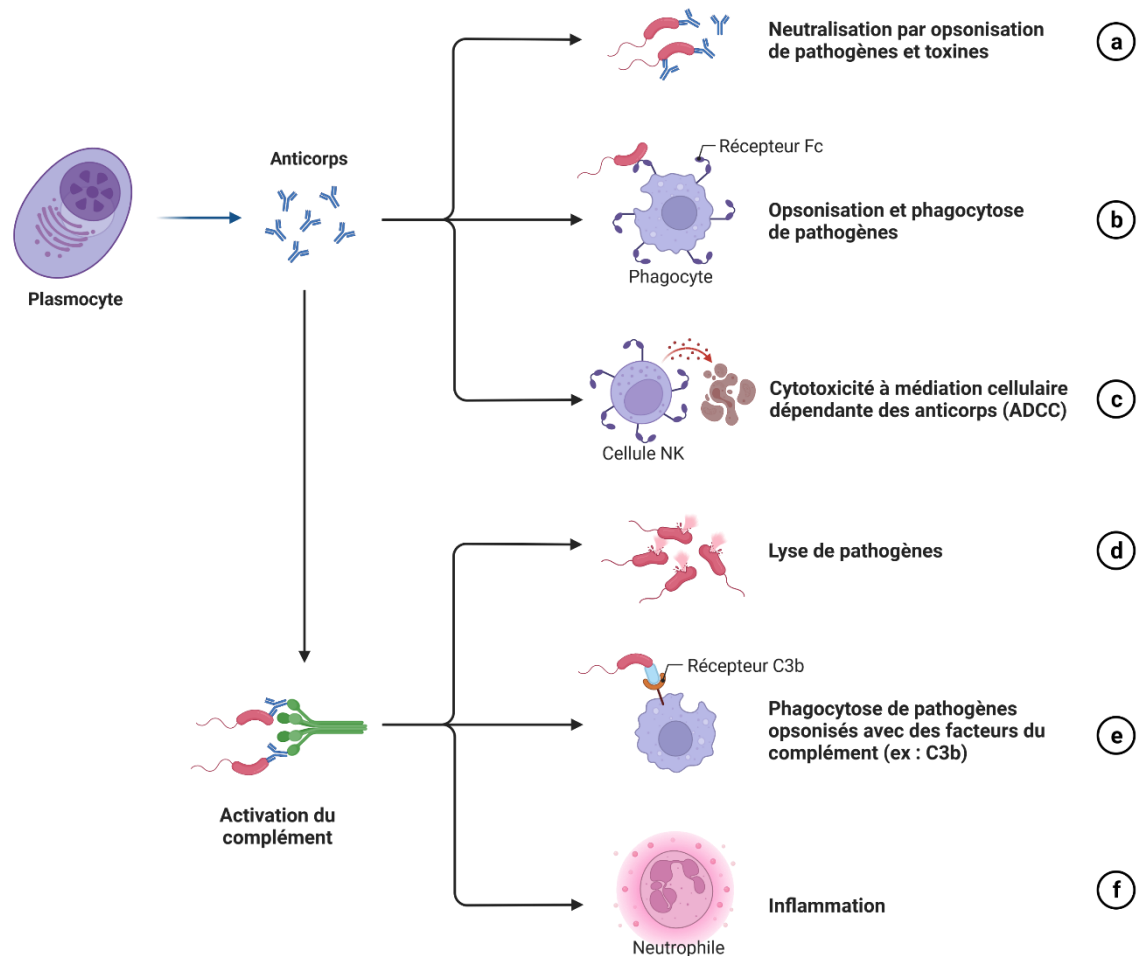 Neutralisation par opsonisation
de pathogènes et toxines
a
Anticorps
Plasmocyte
Récepteur Fc
Opsonisation et phagocytose
de pathogènes
b
Phagocyte
Cytotoxicité à médiation cellulaire
dépendante des anticorps (ADCC)
c
Cellule NK
Lyse de pathogènes
d
Récepteur C3b
Phagocytose de pathogènes
opsonisés avec des facteurs du
complément (ex : C3b)
e
Activation du
complément
Inflammation
f
Neutrophile